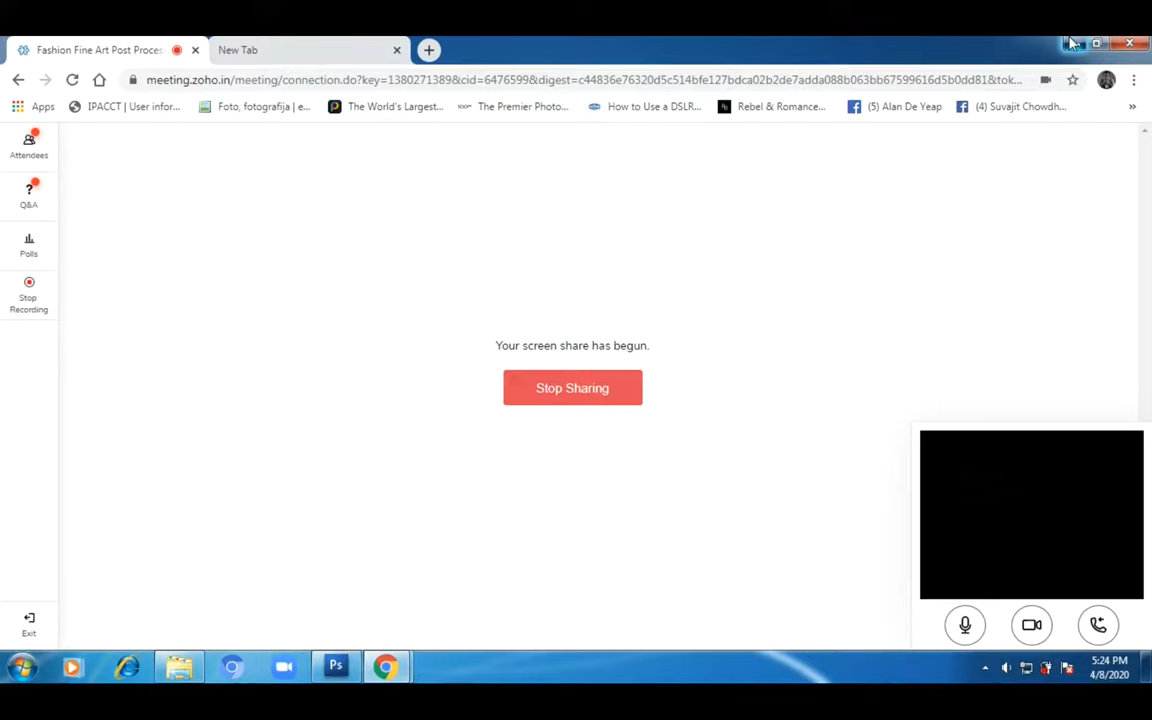 Fashion Fine Art Post Proces
New Tab
meeting.zoho.in/meeting/connection.do?key=1380271389&cid=6476599&digest=c44836e76320d5c514bfe127bdca02b2de7adda088b063bb67599616d5b0dd81&tok...
Apps
IPACCT | User infor...
Foto, fotografija | e...
The World's Largest...
The Premier Photo...
How to Use a DSLR...
Rebel & Romance...
(5) Alan De Yeap
(4) Suvajit Chowdh...
»
Attendees
?
Q&A
Polls
Stop
Recording
Your screen share has begun.
Stop Sharing
Exit
Ps
5:24 PM
4/8/2020